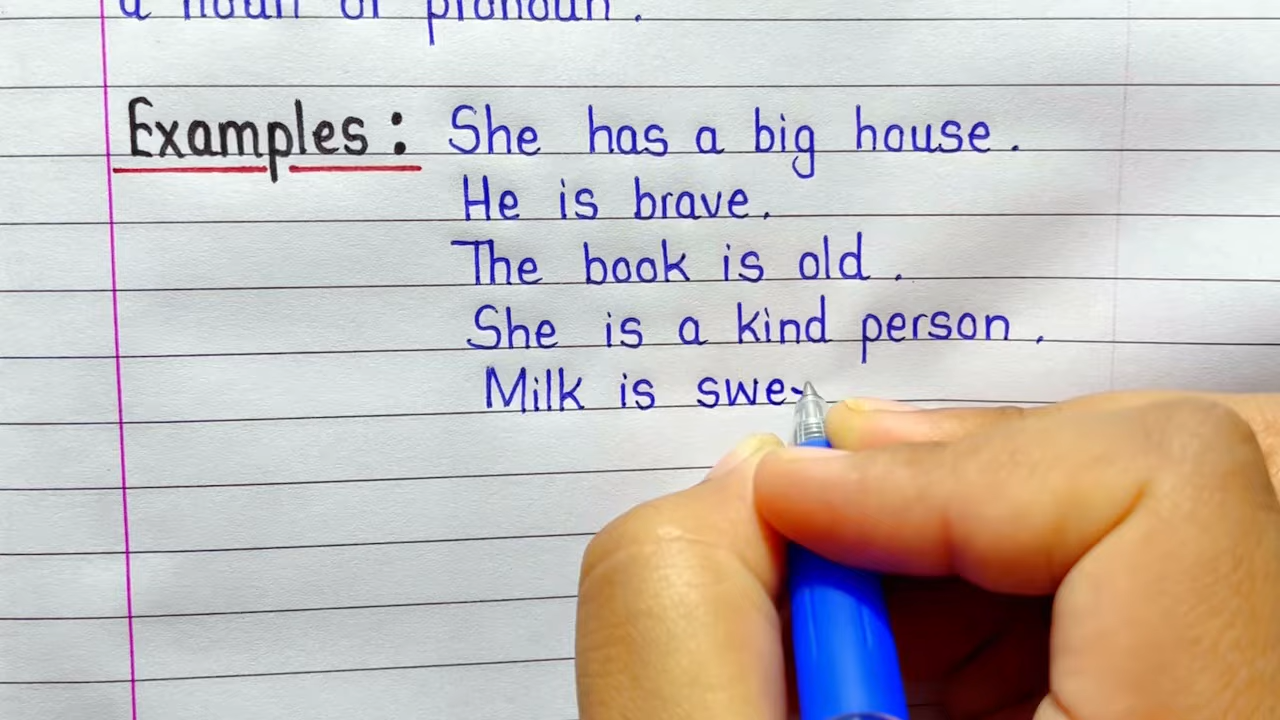 a noun or pronoun.
Examples: She has a big house.
He is brave.
The book is old.
She is a kind person.
Milk is swe